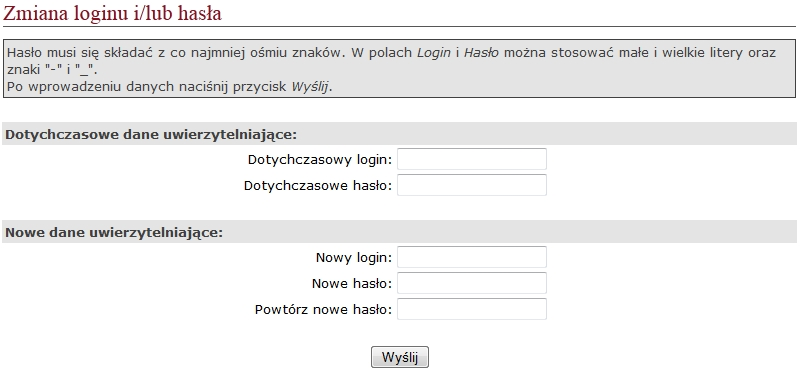 Zmiana loginu i/lub hasła
Hasło musi się składać z co najmniej ośmiu znaków. W polach Login i Hasło można stosować małe i wielkie litery oraz
znaki "-" i "_".
Po wprowadzeniu danych naciśnij przycisk Wyślij.
Dotychczasowe dane uwierzytelniające:
Dotychczasowy login:
Dotychczasowe hasło:
Nowe dane uwierzytelniające:
Nowy login:
Nowe hasło:
Powtórz nowe hasło:
Wyślij